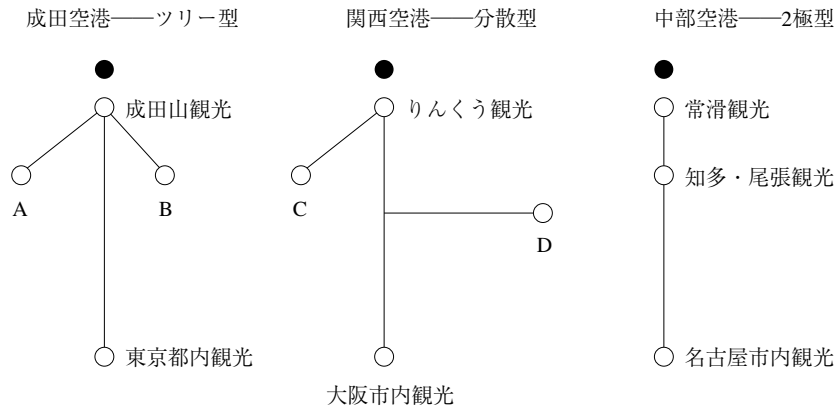 成田空港――ツリー型
関西空港――分散型
中部空港――2極型
成田山観光
りんくう観光
常滑観光
A
B
C
知多・尾張観光
D
東京都内観光
大阪市内観光
名古屋市内観光